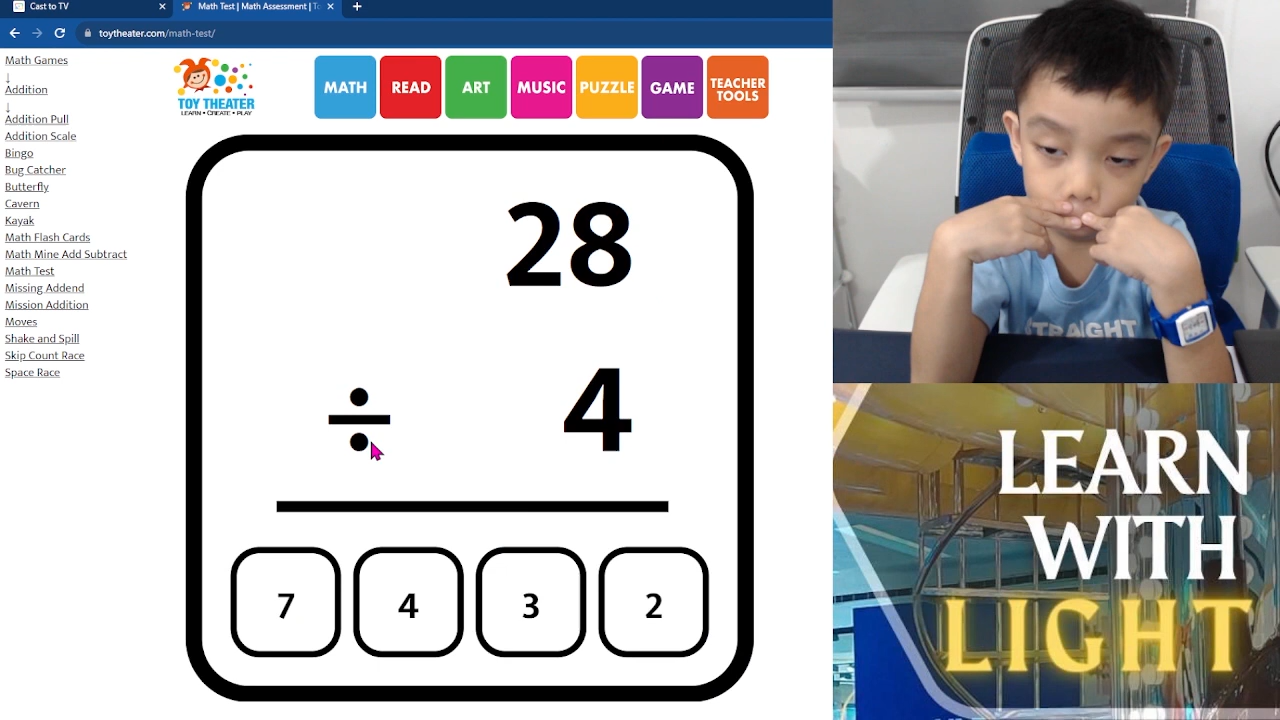 Cast to TV
Math Test | Math Assessment | To
toytheater.com/math-test/
Math Games
↓
Addition
↓
Addition Pull
Addition Scale
Bingo
Bug Catcher
Butterfly
Cavern
Kayak
Math Flash Cards
Math Mine Add Subtract
Math Test
Missing Addend
Mission Addition
Moves
Shake and Spill
Skip Count Race
Space Race
TOY THEATER
LEARN • CREATE • PLAY
MATH
READ
ART
MUSIC
PUZZLE
GAME
TEACHER
TOOLS
28
÷ 4
7 4 3 2
STRAIGHT
LEARN
WITH
LIGHT